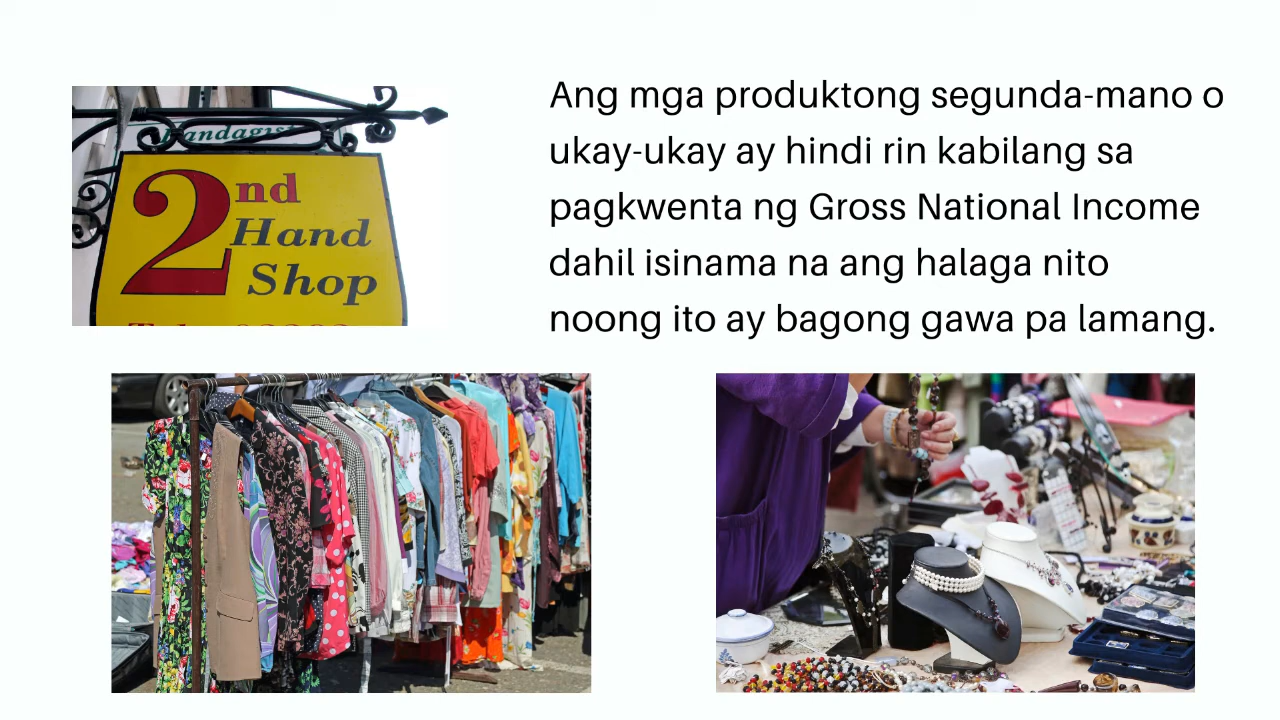 2nd
Hand
Shop
Ang mga produktong segunda-mano o
ukay-ukay ay hindi rin kabilang sa
pagkwenta ng Gross National Income
dahil isinama na ang halaga nito
noong ito ay bagong gawa pa lamang.